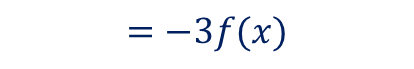 = −3f(x)